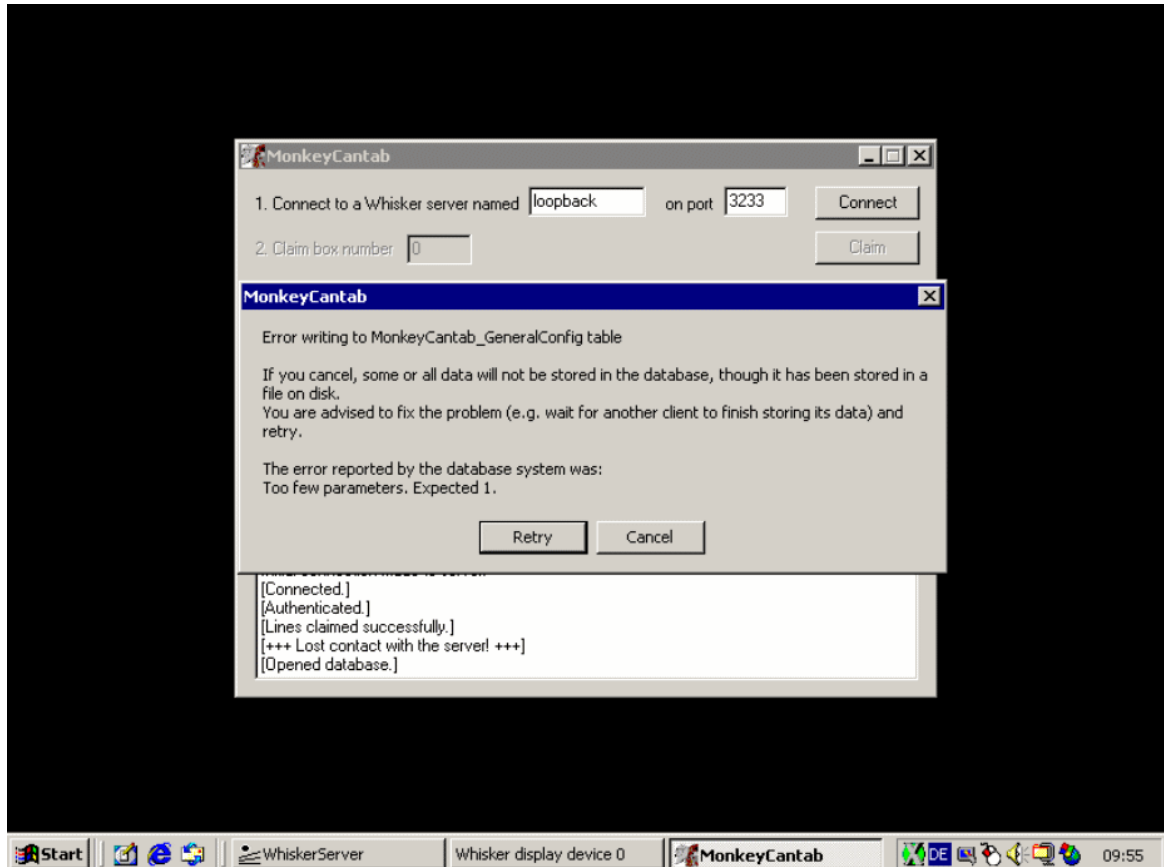 MonkeyCantab
1. Connect to a Whisker server named loopback on port 3233 Connect
2. Claim box number 0 Claim
MonkeyCantab
Error writing to MonkeyCantab_GeneralConfig table
If you cancel, some or all data will not be stored in the database, though it has been stored in a
file on disk.
You are advised to fix the problem (e.g. wait for another client to finish storing its data) and
retry.
The error reported by the database system was:
Too few parameters. Expected 1.
Retry Cancel
[Connected.]
[Authenticated.]
[Lines claimed successfully.]
[+++ Lost contact with the server! +++]
[Opened database.]
Start WhiskerServer Whisker display device 0 MonkeyCantab DE 09:55